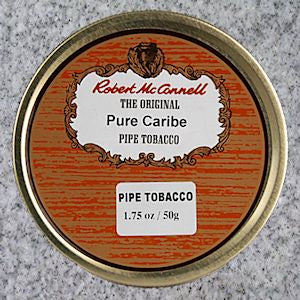 Robert McConnell
THE ORIGINAL
Pure Caribe
PIPE TOBACCO
PIPE TOBACCO
1.75 oz / 50g